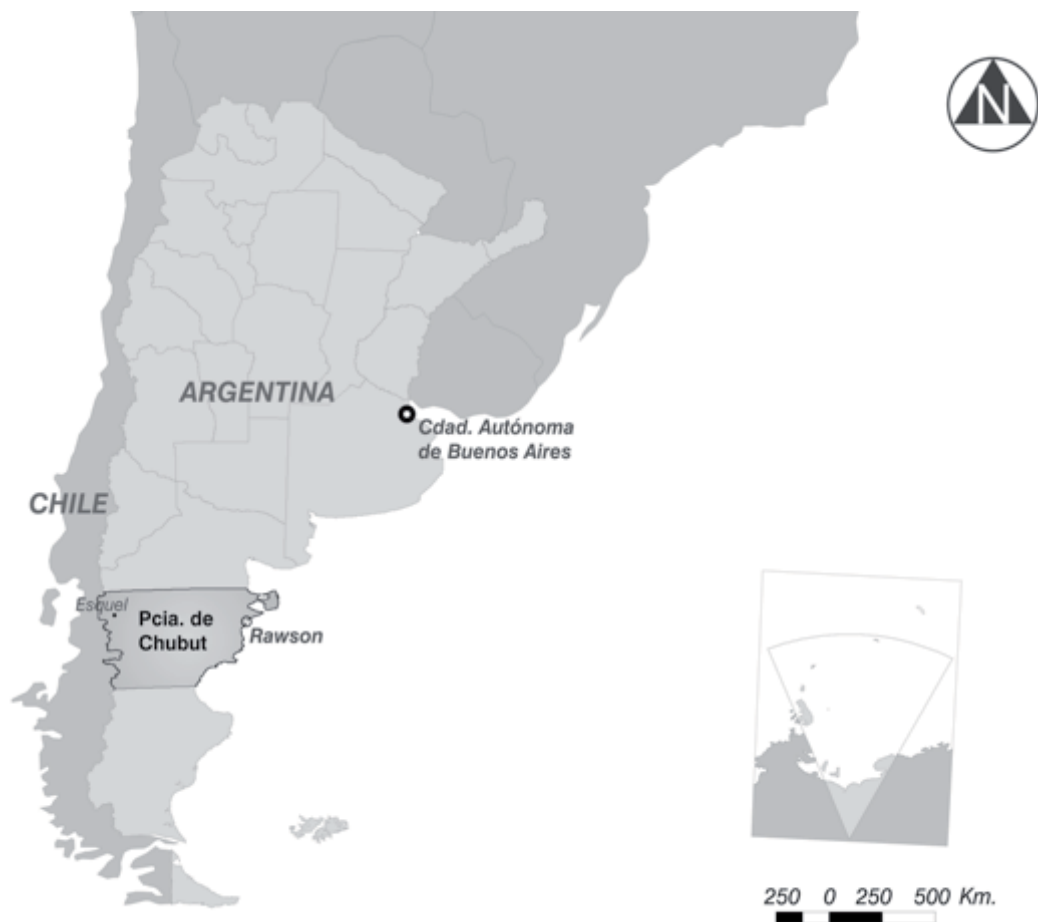 N
ARGENTINA
Cdad. Autónoma
de Buenos Aires
CHILE
Esquel
Pcia. de
Chubut
Rawson
250 0 250 500 Km.